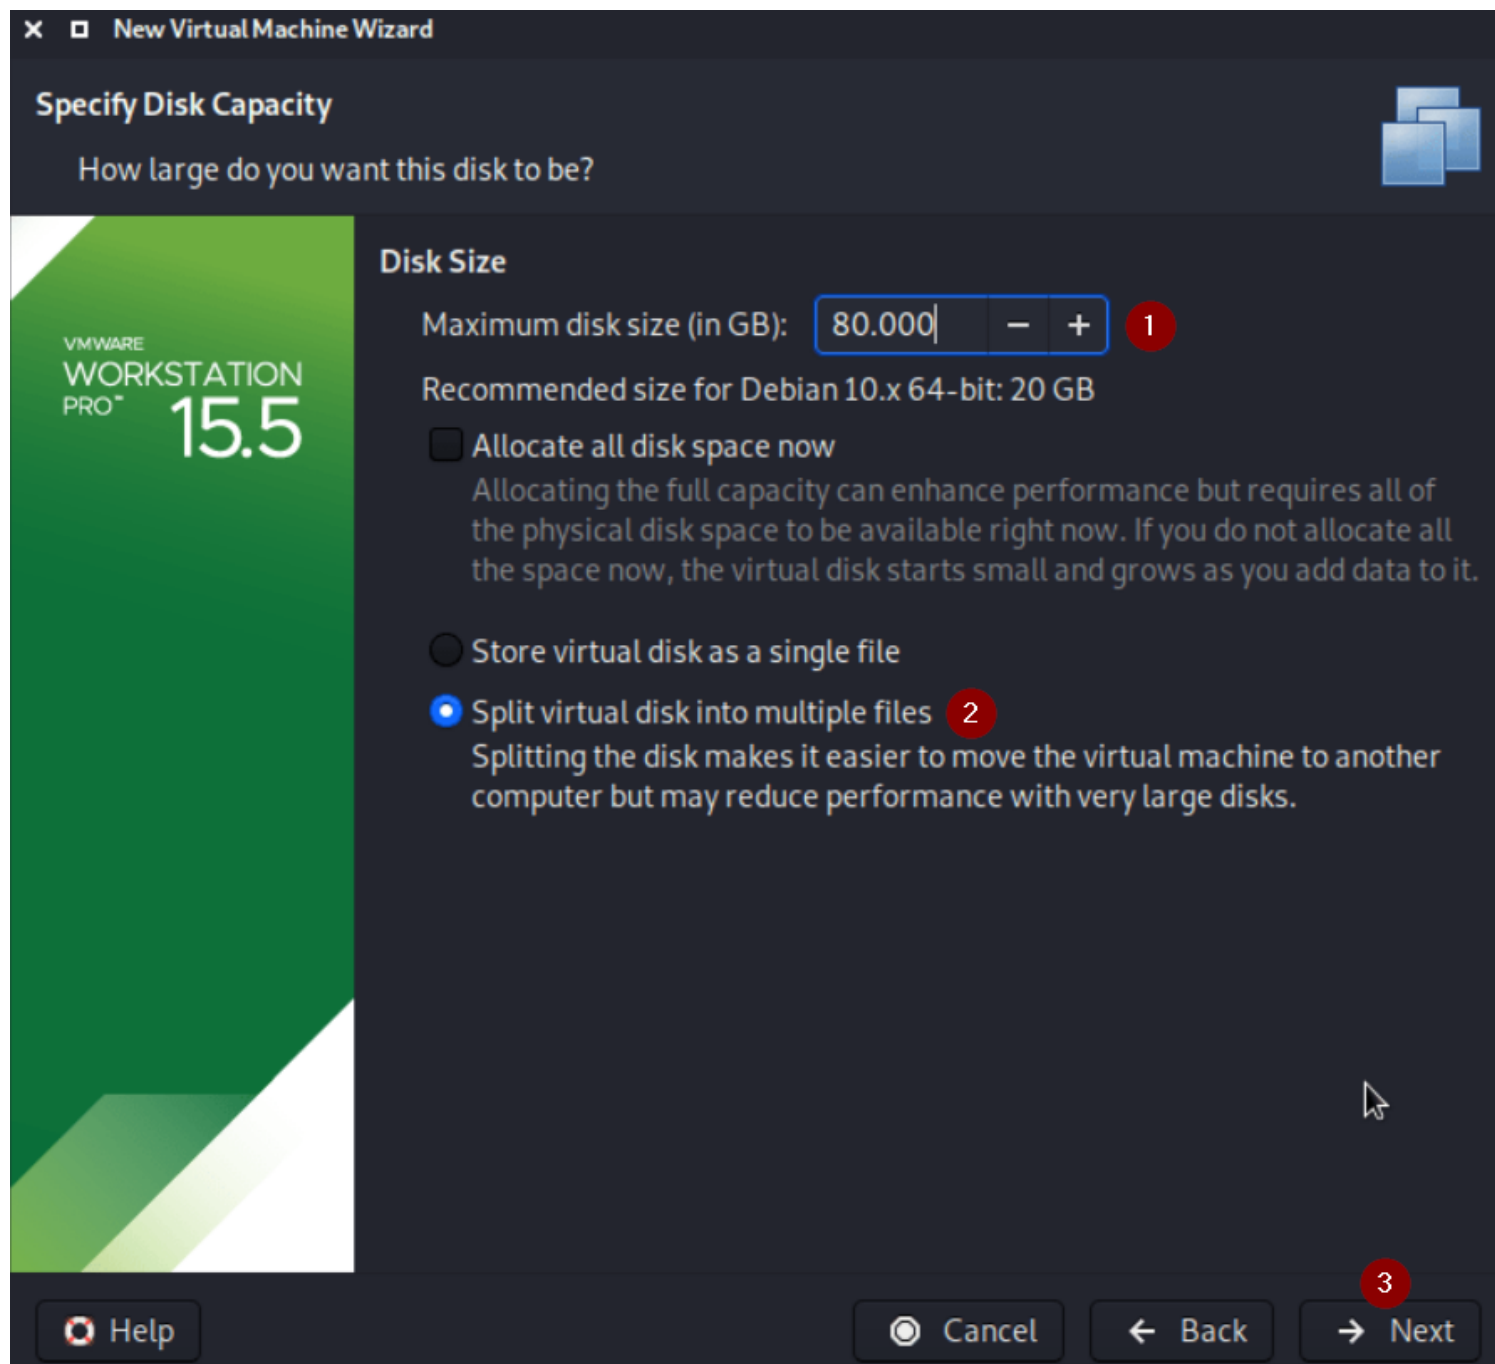 New Virtual Machine Wizard
Specify Disk Capacity
How large do you want this disk to be?
VMWARE
WORKSTATION
PRO™
15.5
Disk Size
Maximum disk size (in GB): 80.000 − + 1
Recommended size for Debian 10.x 64-bit: 20 GB
Allocate all disk space now
Allocating the full capacity can enhance performance but requires all of
the physical disk space to be available right now. If you do not allocate all
the space now, the virtual disk starts small and grows as you add data to it.
Store virtual disk as a single file
Split virtual disk into multiple files 2
Splitting the disk makes it easier to move the virtual machine to another
computer but may reduce performance with very large disks.
3
Help Cancel Back Next